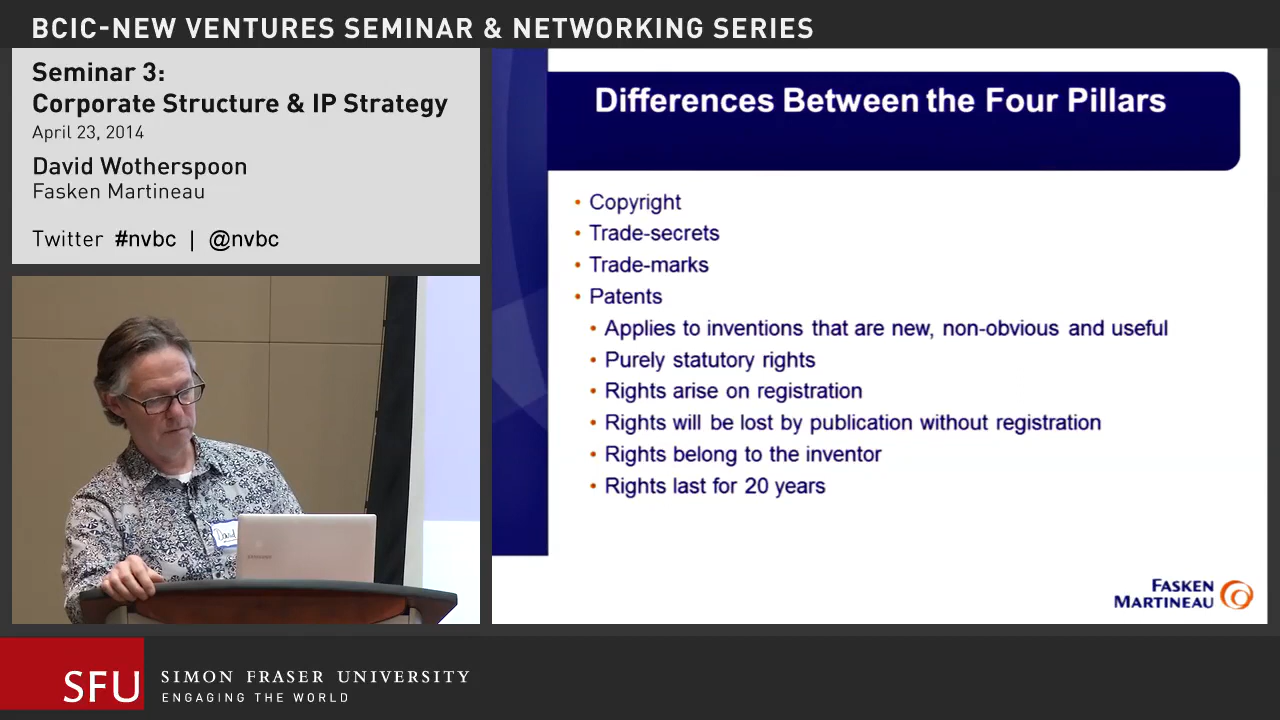 BCIC-NEW VENTURES SEMINAR & NETWORKING SERIES
Seminar 3:
Corporate Structure & IP Strategy
April 23, 2014
David Wotherspoon
Fasken Martineau
Twitter #nvbc | @nvbc
Differences Between the Four Pillars
• Copyright
• Trade-secrets
• Trade-marks
• Patents
• Applies to inventions that are new, non-obvious and useful
• Purely statutory rights
• Rights arise on registration
• Rights will be lost by publication without registration
• Rights belong to the inventor
• Rights last for 20 years
David
SAMSUNG
FASKEN
MARTINEAU
SFU
SIMON FRASER UNIVERSITY
ENGAGING THE WORLD